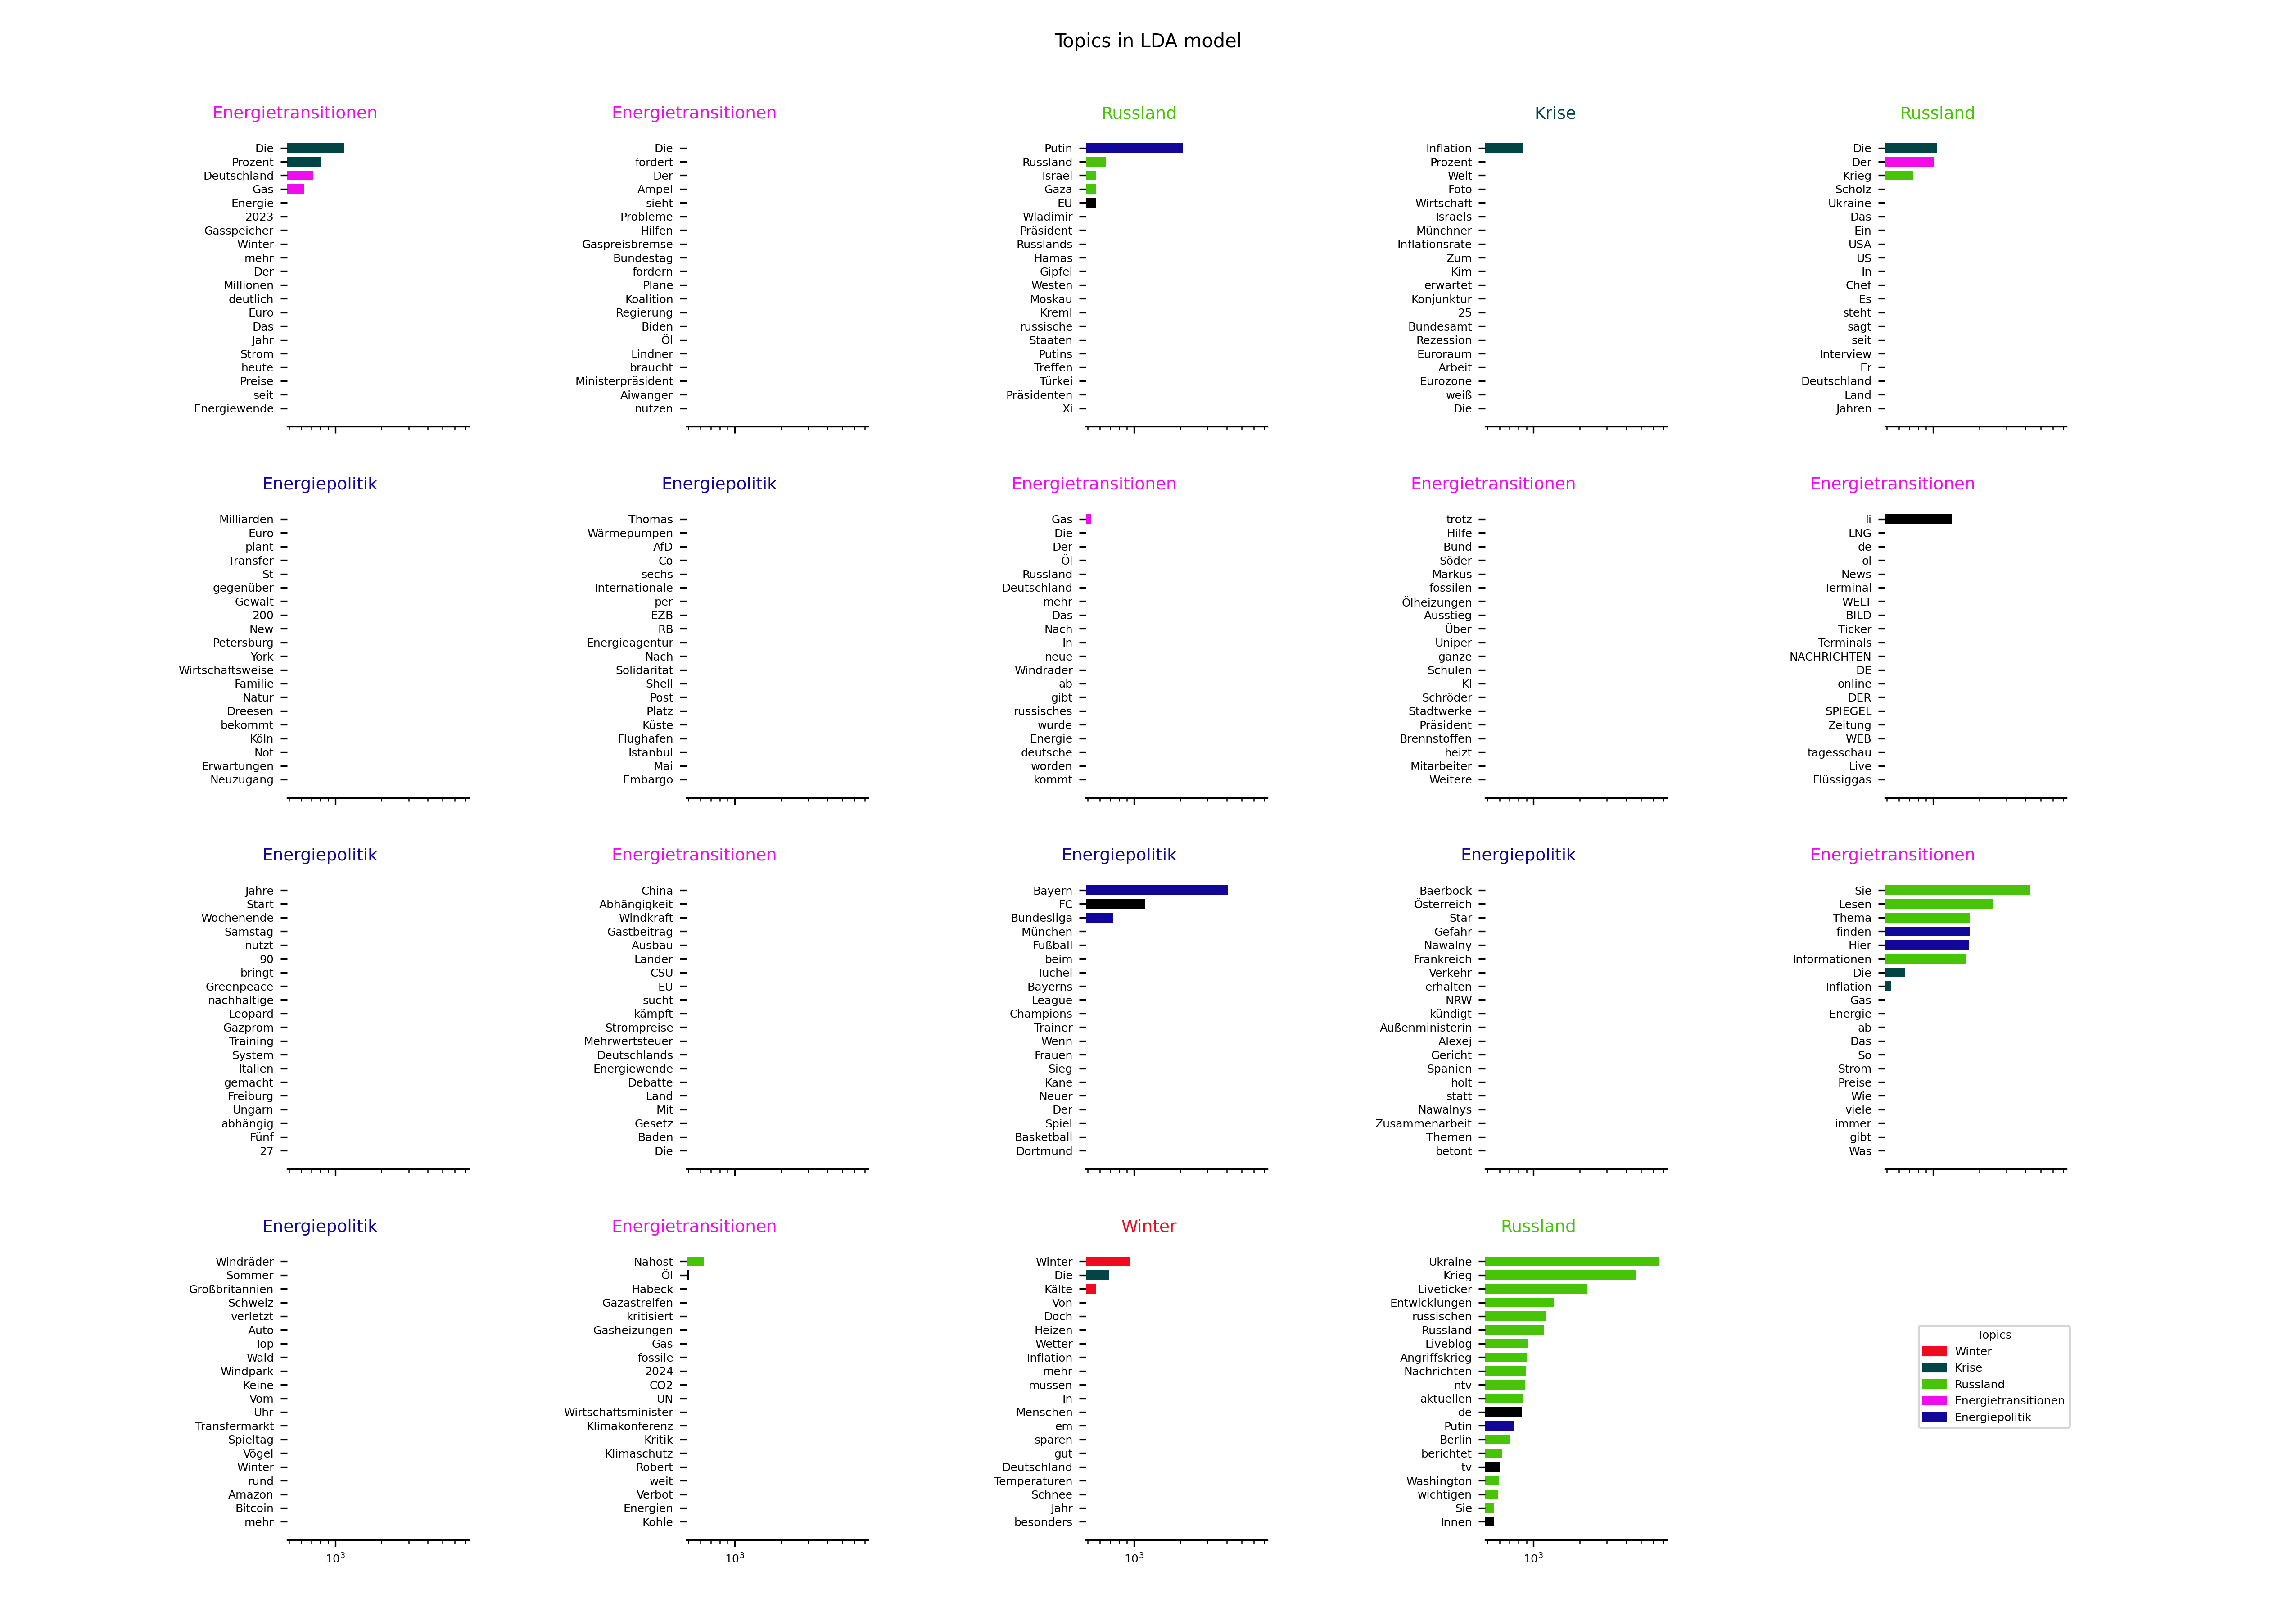 Topics in LDA model
Energietransitionen
Die
Prozent
Deutschland
Gas
Energie
2023
Gasspeicher
Winter
mehr
Der
Millionen
deutlich
Euro
Das
Jahr
Strom
heute
Preise
seit
Energiewende
Energietransitionen
Die
fordert
Der
Ampel
sieht
Probleme
Hilfen
Gaspreisbremse
Bundestag
fordern
Pläne
Koalition
Regierung
Biden
Öl
Lindner
braucht
Ministerpräsident
Aiwanger
nutzen
Russland
Putin
Russland
Israel
Gaza
EU
Wladimir
Präsident
Russlands
Hamas
Gipfel
Westen
Moskau
Kreml
russische
Staaten
Putins
Treffen
Türkei
Präsidenten
Xi
Krise
Inflation
Prozent
Welt
Foto
Wirtschaft
Israels
Münchner
Inflationsrate
Zum
Kim
erwartet
Konjunktur
25
Bundesamt
Rezession
Euroraum
Arbeit
Eurozone
weiß
Die
Russland
Die
Der
Krieg
Scholz
Ukraine
Das
Ein
USA
US
In
Chef
Es
steht
sagt
seit
Interview
Er
Deutschland
Land
Jahren
Energiepolitik
Milliarden
Euro
plant
Transfer
St
gegenüber
Gewalt
200
New
Petersburg
York
Wirtschaftsweise
Familie
Natur
Dreesen
bekommt
Köln
Not
Erwartungen
Neuzugang
Energiepolitik
Thomas
Wärmepumpen
AfD
Co
sechs
Internationale
per
EZB
RB
Energieagentur
Nach
Solidarität
Shell
Post
Platz
Küste
Flughafen
Istanbul
Mai
Embargo
Energietransitionen
Gas
Die
Der
Öl
Russland
Deutschland
mehr
Das
Nach
In
neue
Windräder
ab
gibt
russisches
wurde
Energie
deutsche
worden
kommt
Energietransitionen
trotz
Hilfe
Bund
Söder
Markus
fossilen
Ölheizungen
Ausstieg
Über
Uniper
ganze
Schulen
KI
Schröder
Stadtwerke
Präsident
Brennstoffen
heizt
Mitarbeiter
Weitere
Energietransitionen
li
LNG
de
ol
News
Terminal
WELT
BILD
Ticker
Terminals
NACHRICHTEN
DE
online
DER
SPIEGEL
Zeitung
WEB
tagesschau
Live
Flüssiggas
Energiepolitik
Jahre
Start
Wochenende
Samstag
nutzt
90
bringt
Greenpeace
nachhaltige
Leopard
Gazprom
Training
System
Italien
gemacht
Freiburg
Ungarn
abhängig
Fünf
27
Energietransitionen
China
Abhängigkeit
Windkraft
Gastbeitrag
Ausbau
Länder
CSU
EU
sucht
kämpft
Strompreise
Mehrwertsteuer
Deutschlands
Energiewende
Debatte
Land
Mit
Gesetz
Baden
Die
Energiepolitik
Bayern
FC
Bundesliga
München
Fußball
beim
Tuchel
Bayerns
League
Champions
Trainer
Wenn
Frauen
Sieg
Kane
Neuer
Der
Spiel
Basketball
Dortmund
Energiepolitik
Baerbock
Österreich
Star
Gefahr
Nawalny
Frankreich
Verkehr
erhalten
NRW
kündigt
Außenministerin
Alexej
Gericht
Spanien
holt
statt
Nawalnys
Zusammenarbeit
Themen
betont
Energietransitionen
Sie
Lesen
Thema
finden
Hier
Informationen
Die
Inflation
Gas
Energie
ab
Das
So
Strom
Preise
Wie
viele
immer
gibt
Was
Energiepolitik
Windräder
Sommer
Großbritannien
Schweiz
verletzt
Auto
Top
Wald
Windpark
Keine
Vom
Uhr
Transfermarkt
Spieltag
Vögel
Winter
rund
Amazon
Bitcoin
mehr
10³
Energietransitionen
Nahost
Öl
Habeck
Gazastreifen
kritisiert
Gasheizungen
Gas
fossile
2024
CO2
UN
Wirtschaftsminister
Klimakonferenz
Kritik
Klimaschutz
Robert
weit
Verbot
Energien
Kohle
10³
Winter
Winter
Die
Kälte
Von
Doch
Heizen
Wetter
Inflation
mehr
müssen
In
Menschen
em
sparen
gut
Deutschland
Temperaturen
Schnee
Jahr
besonders
10³
Russland
Ukraine
Krieg
Liveticker
Entwicklungen
russischen
Russland
Liveblog
Angriffskrieg
Nachrichten
ntv
aktuellen
de
Putin
Berlin
berichtet
tv
Washington
wichtigen
Sie
Innen
10³
Topics
Winter
Krise
Russland
Energietransitionen
Energiepolitik